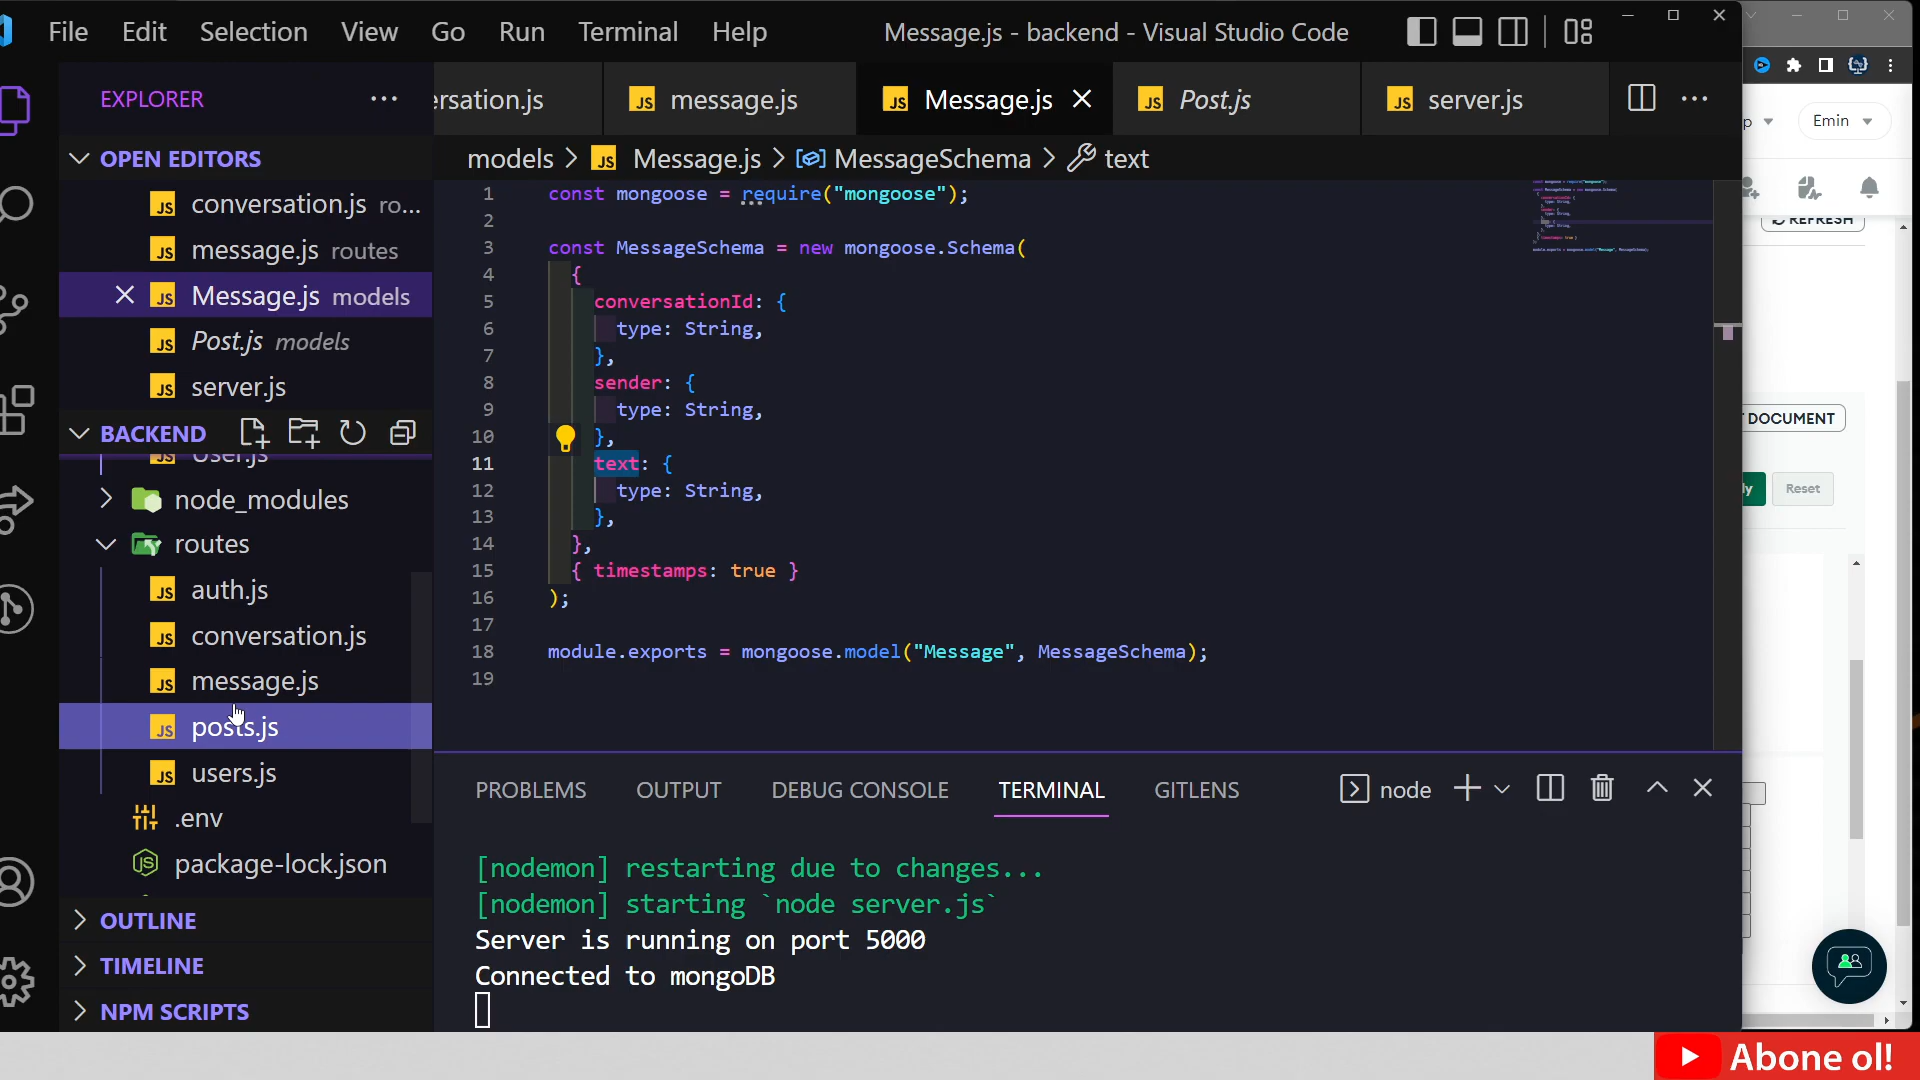 File Edit Selection View Go Run Terminal Help Message.js - backend - Visual Studio Code
EXPLORER
ersation.js message.js Message.js Post.js server.js
models > Message.js > MessageSchema > text
OPEN EDITORS
conversation.js ro...
message.js routes
Message.js models
Post.js models
server.js
BACKEND
User.js
node_modules
routes
auth.js
conversation.js
message.js
posts.js
users.js
.env
package-lock.json
OUTLINE
TIMELINE
NPM SCRIPTS
1 const mongoose = require("mongoose");
2
3 const MessageSchema = new mongoose.Schema(
4 {
5 conversationId: {
6 type: String,
7 },
8 sender: {
9 type: String,
10 },
11 text: {
12 type: String,
13 },
14 },
15 { timestamps: true }
16 );
17
18 module.exports = mongoose.model("Message", MessageSchema);
19
PROBLEMS OUTPUT DEBUG CONSOLE TERMINAL GITLENS node
[nodemon] restarting due to changes...
[nodemon] starting `node server.js`
Server is running on port 5000
Connected to mongoDB
p Emin
REFRESH
DOCUMENT
ly Reset
Abone ol!